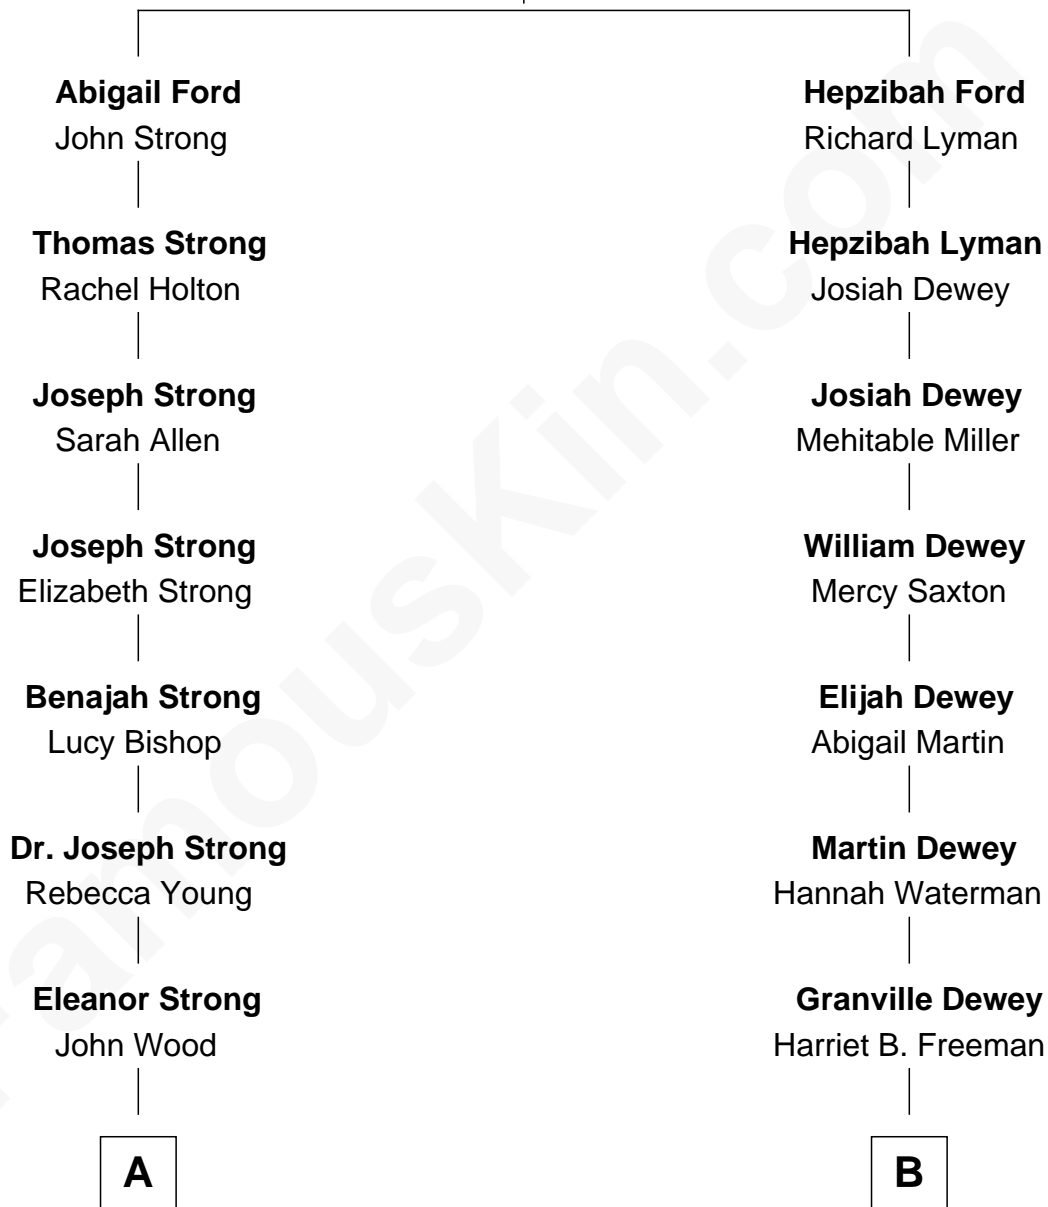 Abigail Ford
John Strong
Thomas Strong
Rachel Holton
Joseph Strong
Sarah Allen
Joseph Strong
Elizabeth Strong
Benajah Strong
Lucy Bishop
Dr. Joseph Strong
Rebecca Young
Eleanor Strong
John Wood
A
Hepzibah Ford
Richard Lyman
Hepzibah Lyman
Josiah Dewey
Josiah Dewey
Mehitable Miller
William Dewey
Mercy Saxton
Elijah Dewey
Abigail Martin
Martin Dewey
Hannah Waterman
Granville Dewey
Harriet B. Freeman
B
FamousKin.com